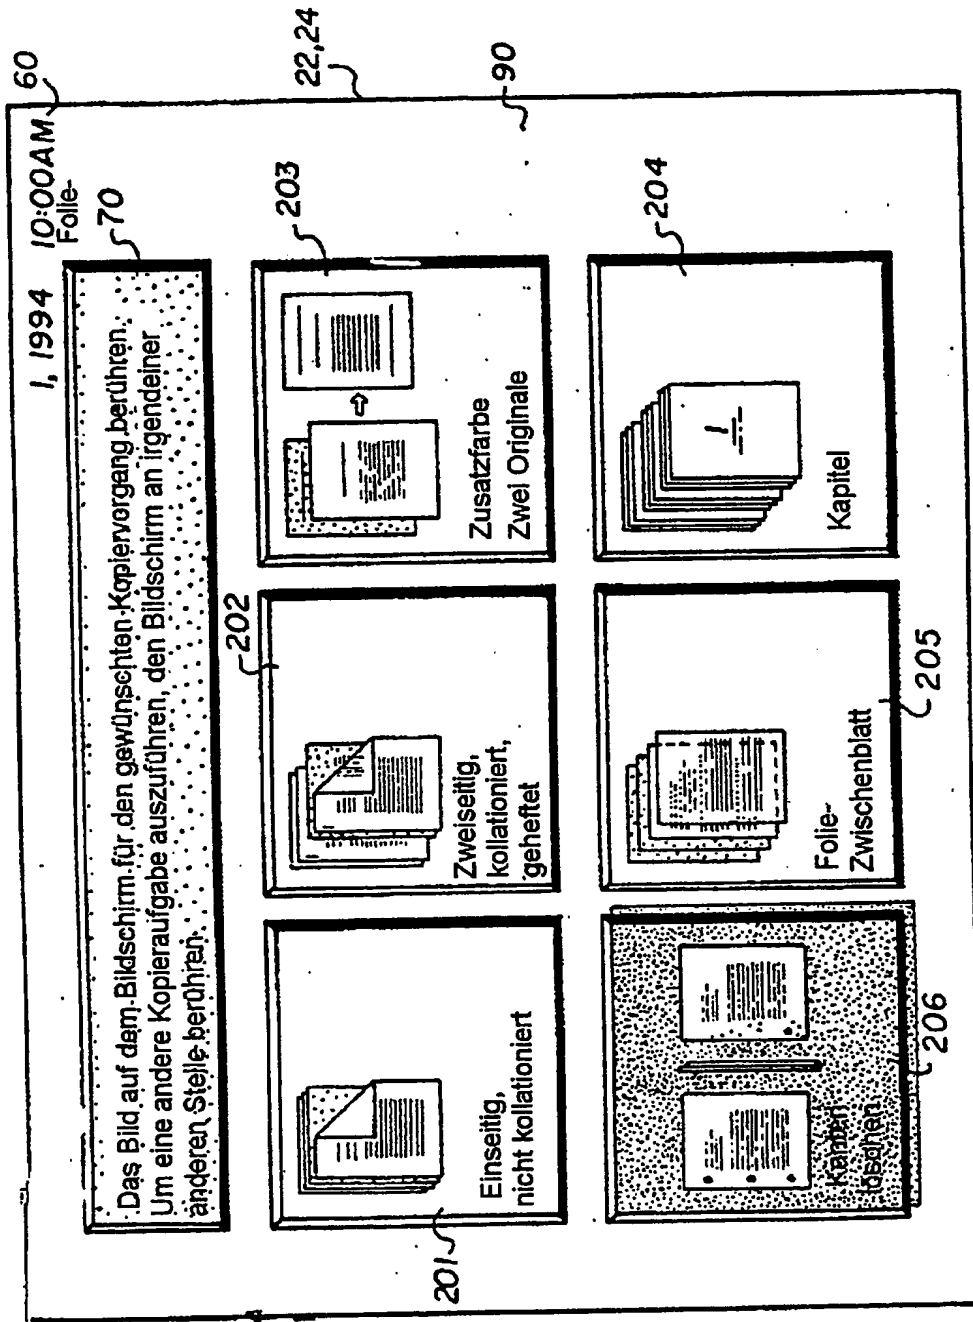 1, 1994 10:00AM 60
Folie-
22,24
70
Das Bild auf dem Bildschirm für den gewünschten Kopiervorgang berühren.
Um eine andere Kopieraufgabe auszuführen, den Bildschirm an irgendeiner
anderen Stelle berühren.
90
202
203
Einseitig,
nicht kollationiert
Zweiseitig,
kollationiert,
geheftet
Zusatzfarbe
Zwei Originale
201
204
Kanten
löschen
Folie-
Zwischenblatt
Kapitel
206
205